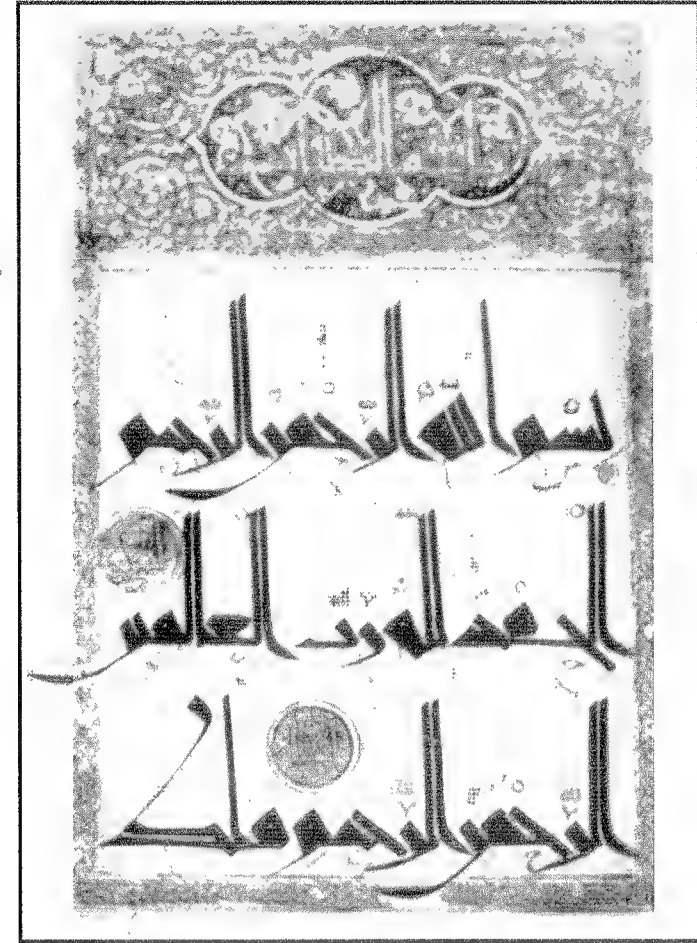 بسم الله الرحمن الرحيم
الحمد لله رب العالمين
الرحمن الرحيم ملك